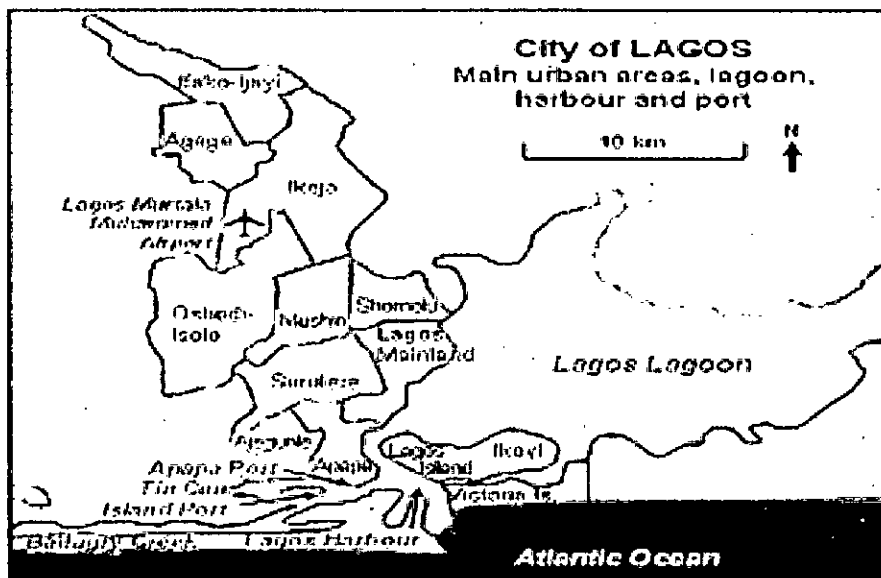 City of LAGOS
Main urban areas, lagoon,
harbour and port
10 km
N
Agege
Ikeja
Lagos Murtala
Muhammed
Airport
Oshodi-
Isolo
Mushin
Shomolu
Lagos
Mainland
Lagos Lagoon
Surulere
Apapa
Lagos
Island
Ikoyi
Apapa Port
Tin Can
Island Port
Victoria Is.
Lagos Harbour
Badagry Creek
Atlantic Ocean